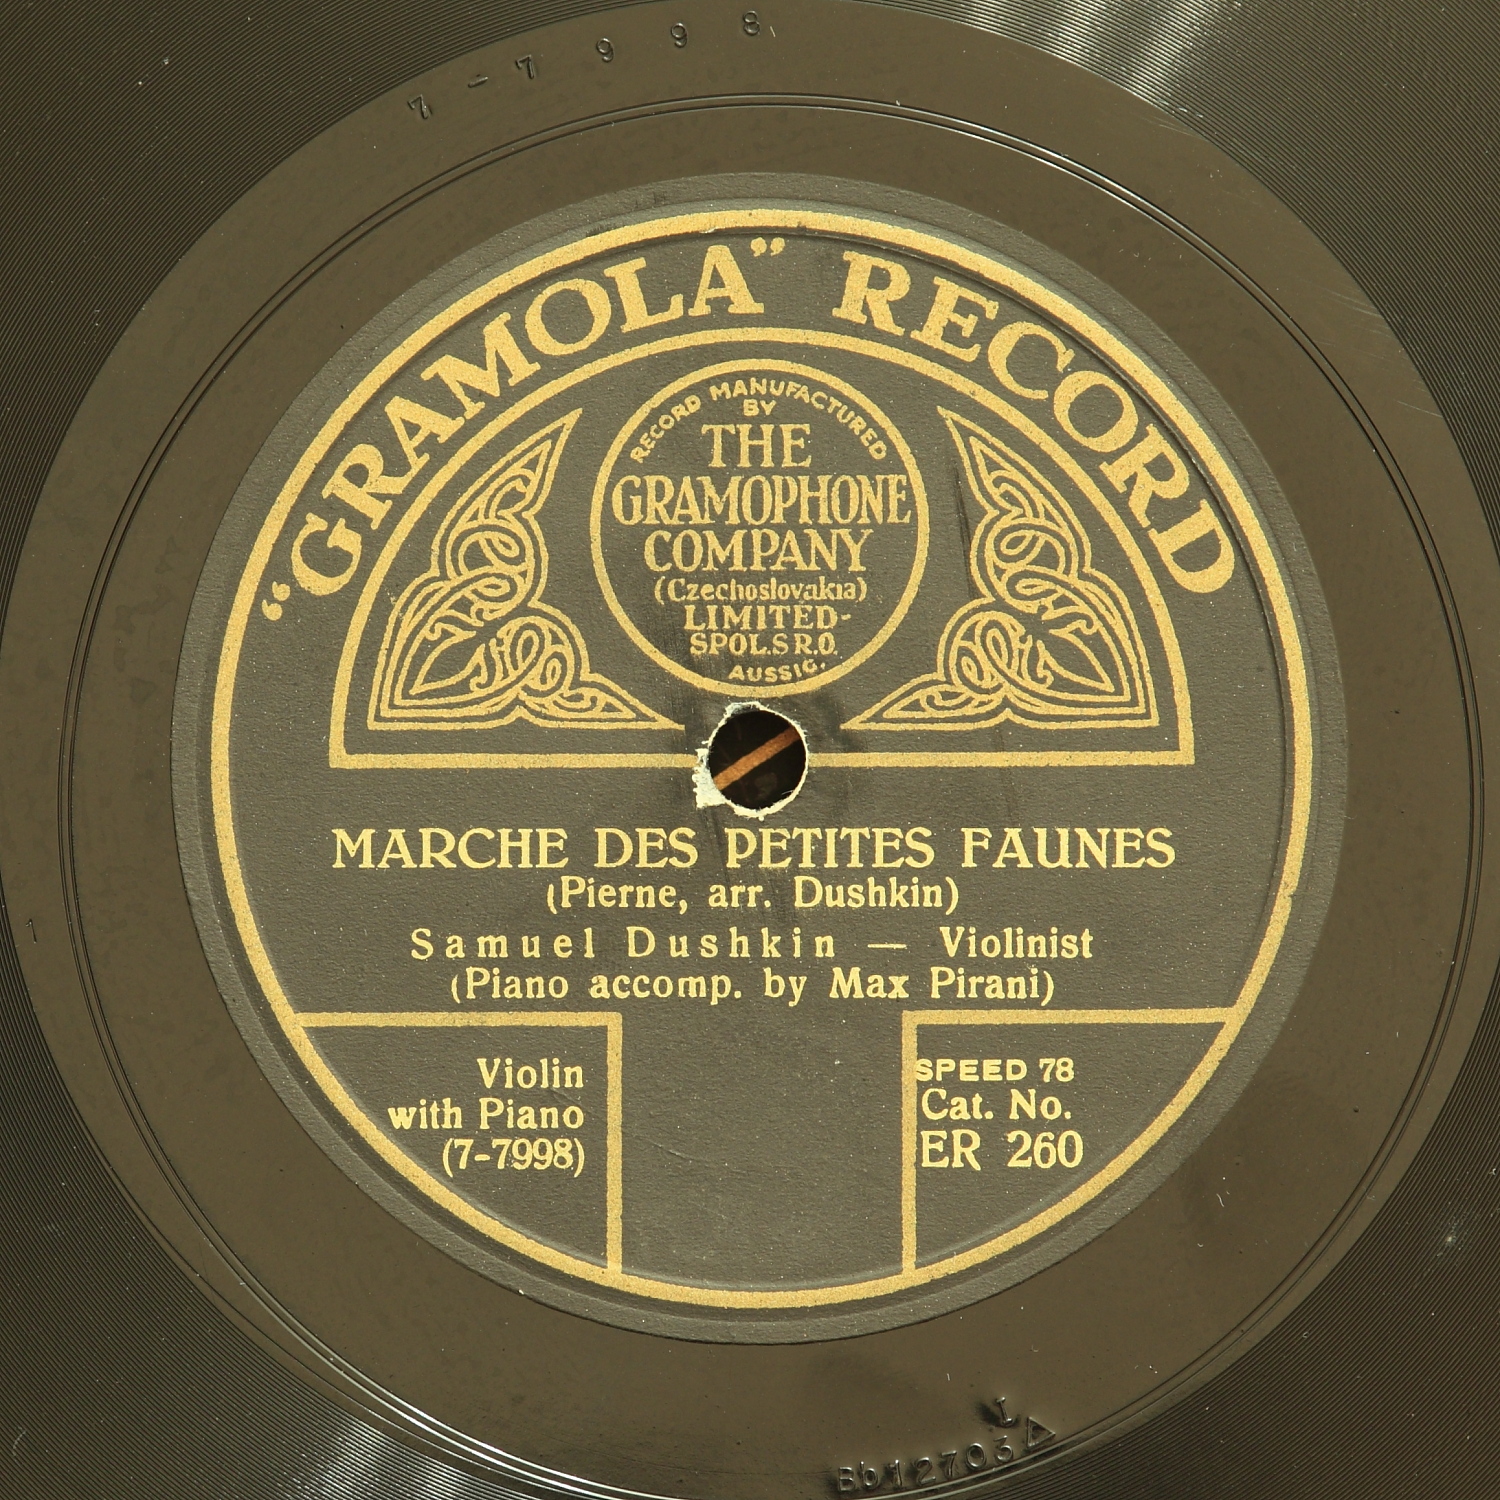 7-7998
“GRAMOLA” RECORD
RECORD MANUFACTURED
BY
THE
GRAMOPHONE
COMPANY
(Czechoslovakia)
LIMITED-
SPOL.S R.O.
AUSSIG.
MARCHE DES PETITES FAUNES
(Pierne, arr. Dushkin)
Samuel Dushkin — Violinist
(Piano accomp. by Max Pirani)
Violin
with Piano
(7-7998)
SPEED 78
Cat. No.
ER 260
1
I
Bb12703A